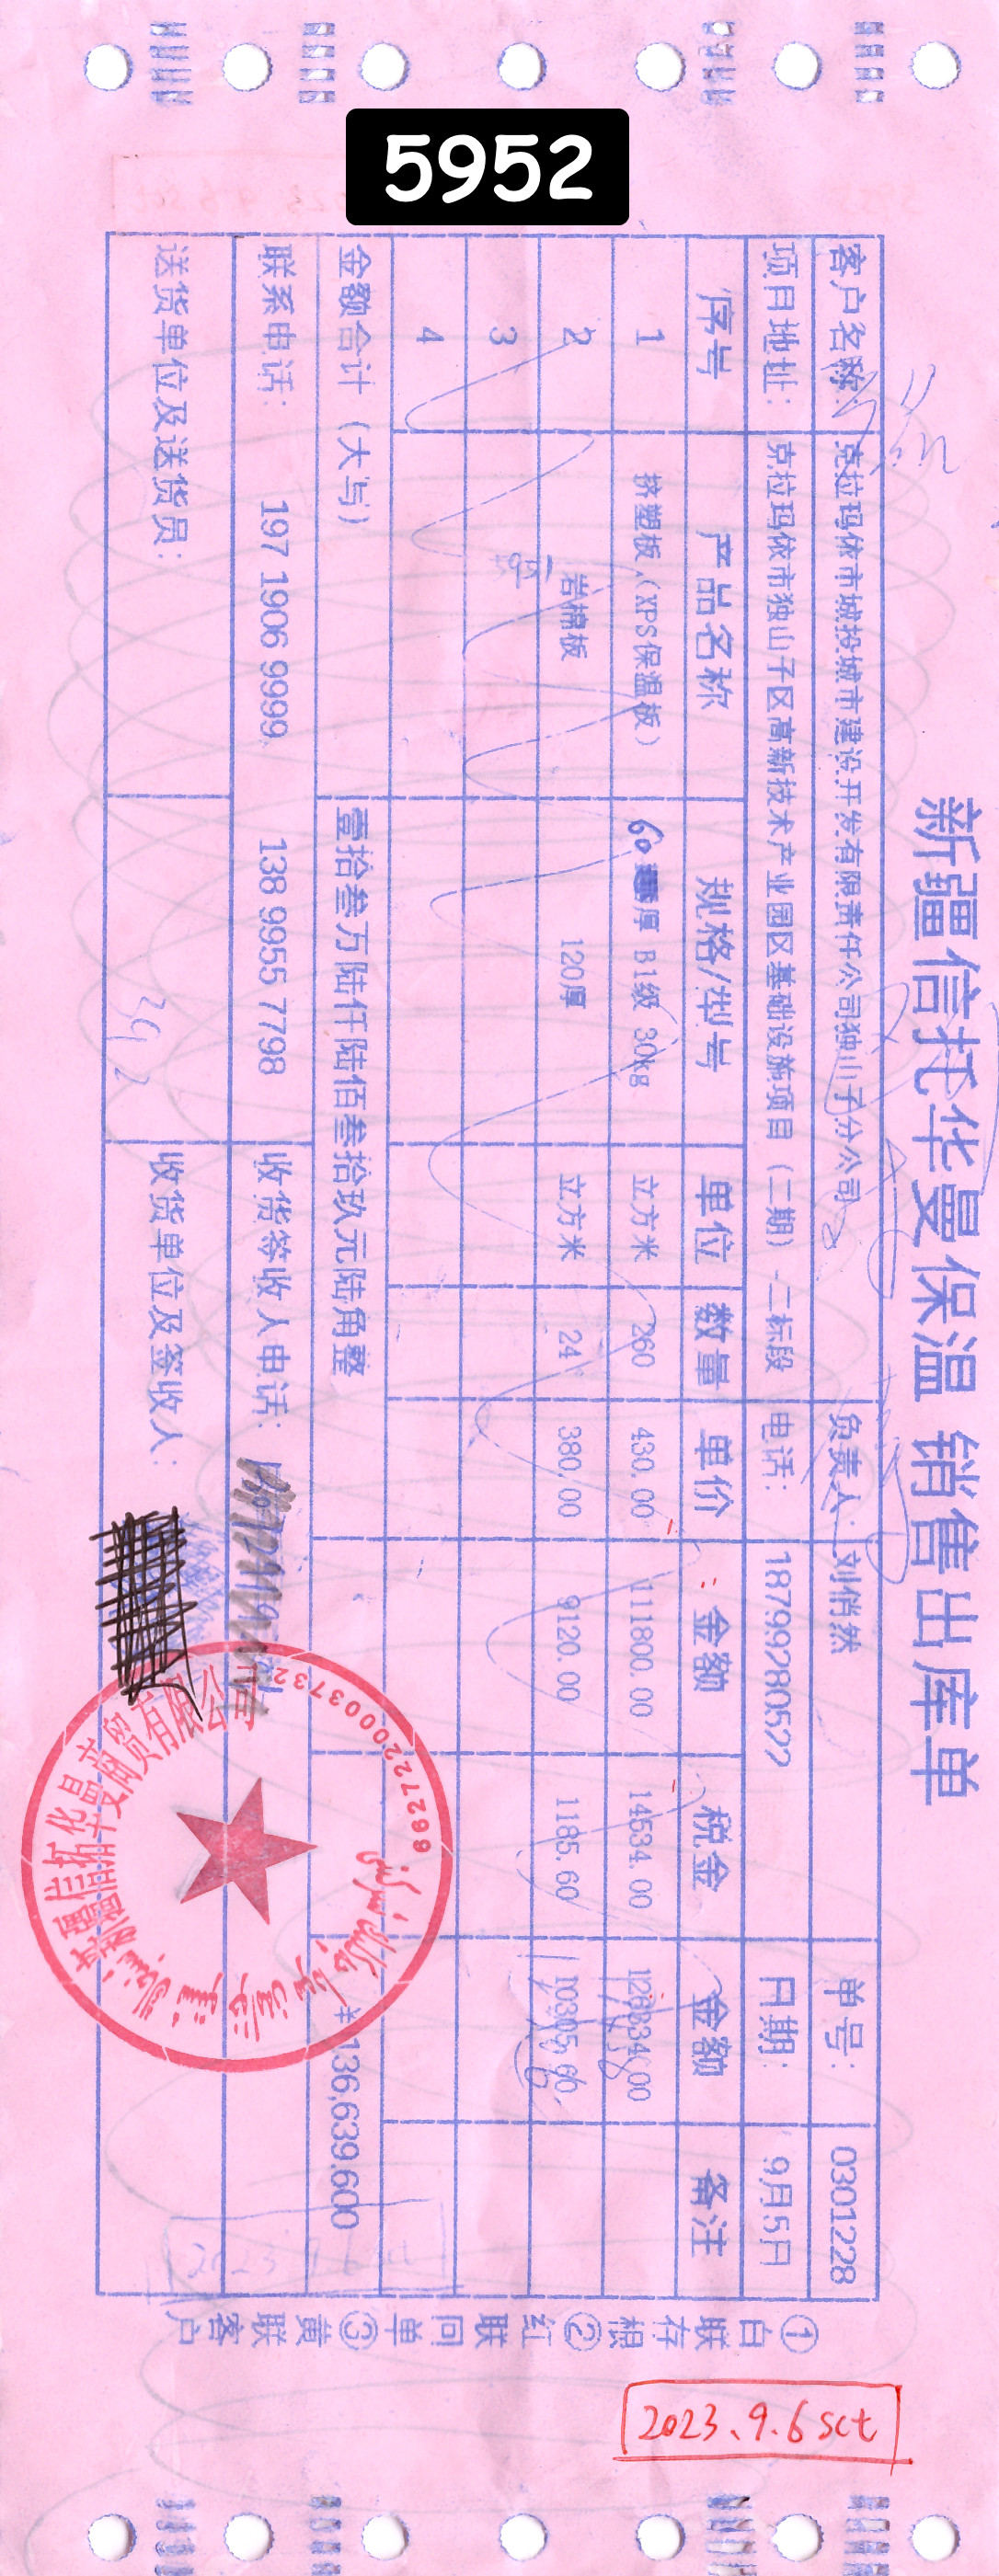 5952
新疆信托华曼保温 销售出库单
客户名称: 克拉玛依市城投城市建设开发有限责任公司独山子分公司 负责人: 刘俏然 单号: 0301228
项目地址: 克拉玛依市独山子区高新技术产业园区基础设施项目（二期）二标段 电话: 18799280522 日期: 9月5日
序号 产品名称 规格/型号 单位 数量 单价 金额 税金 金额 备注
1 挤塑板（XPS保温板） 60 厚 B1级 30kg 立方米 260 430.00 111800.00 14534.00 126334.00
2 岩棉板 120厚 立方米 24 380.00 9120.00 1185.60 10305.60
3
4
金额合计（大写） 壹拾叁万陆仟陆佰叁拾玖元陆角整 ¥ 136,639.600
联系电话: 197 1906 9999 138 9955 7798 收货签收人电话:
送货单位及送货员: 收货单位及签收人:
①白联存根②红联回单③黄联客户
新疆信拓华曼商贸有限公司
2023.9.6 sct